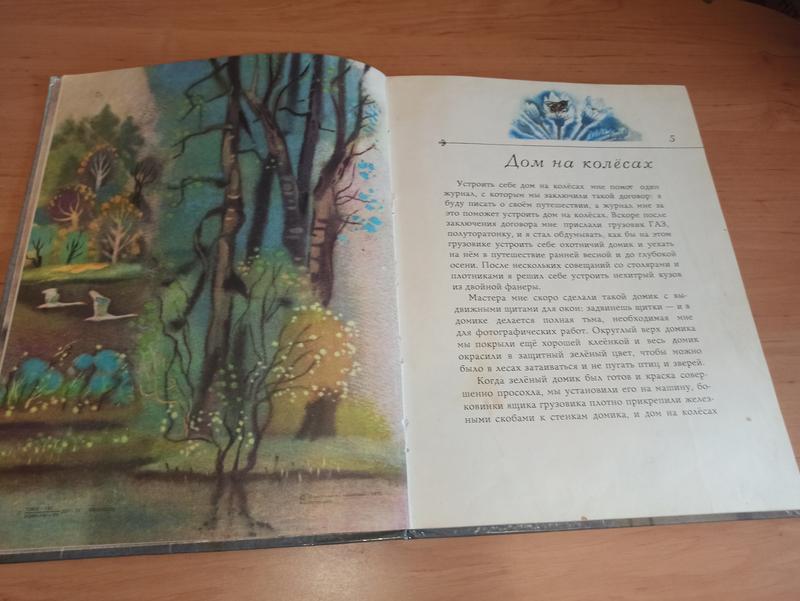 5
Дом на колёсах
Устроить себе дом на колёсах мне помог один
журнал, с которым мы заключили такой договор: я
буду писать о своём путешествии, а журнал мне за
это поможет устроить дом на колёсах. Вскоре после
заключения договора мне прислали грузовик ГАЗ,
полуторатонку, и я стал обдумывать, как бы на этом
грузовике устроить себе охотничий домик и уехать
на нём в путешествие ранней весной и до глубокой
осени. После нескольких совещаний со столярами и
плотниками я решил себе устроить нехитрый кузов
из двойной фанеры.
Мастера мне скоро сделали такой домик с вы-
движными щитами для окон: задвинешь щитки — и в
домике делается полная тьма, необходимая мне
для фотографических работ. Округлый верх домика
мы покрыли ещё хорошей клеёнкой и весь домик
окрасили в защитный зелёный цвет, чтобы можно
было в лесах затаиваться и не пугать птиц и зверей.
Когда зелёный домик был готов и краска совер-
шенно просохла, мы установили его на машину, бо-
ковинки ящика грузовика плотно прикрепили желез-
ными скобами к стенкам домика, и дом на колёсах